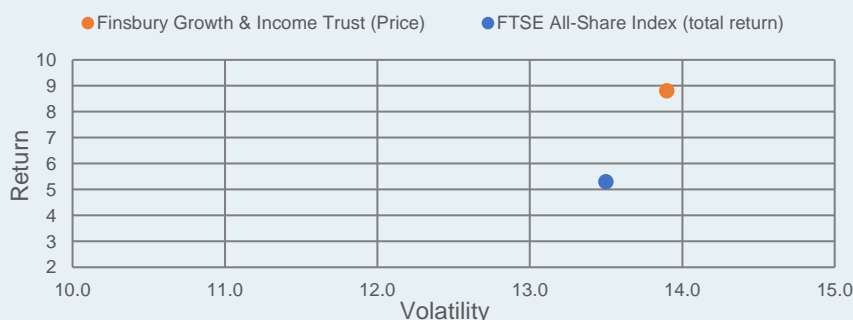 Finsbury Growth & Income Trust (Price) FTSE All-Share Index (total return)
10
9
8
7
6
5
4
3
2
Return
10.0 11.0 12.0 13.0 14.0 15.0
Volatility